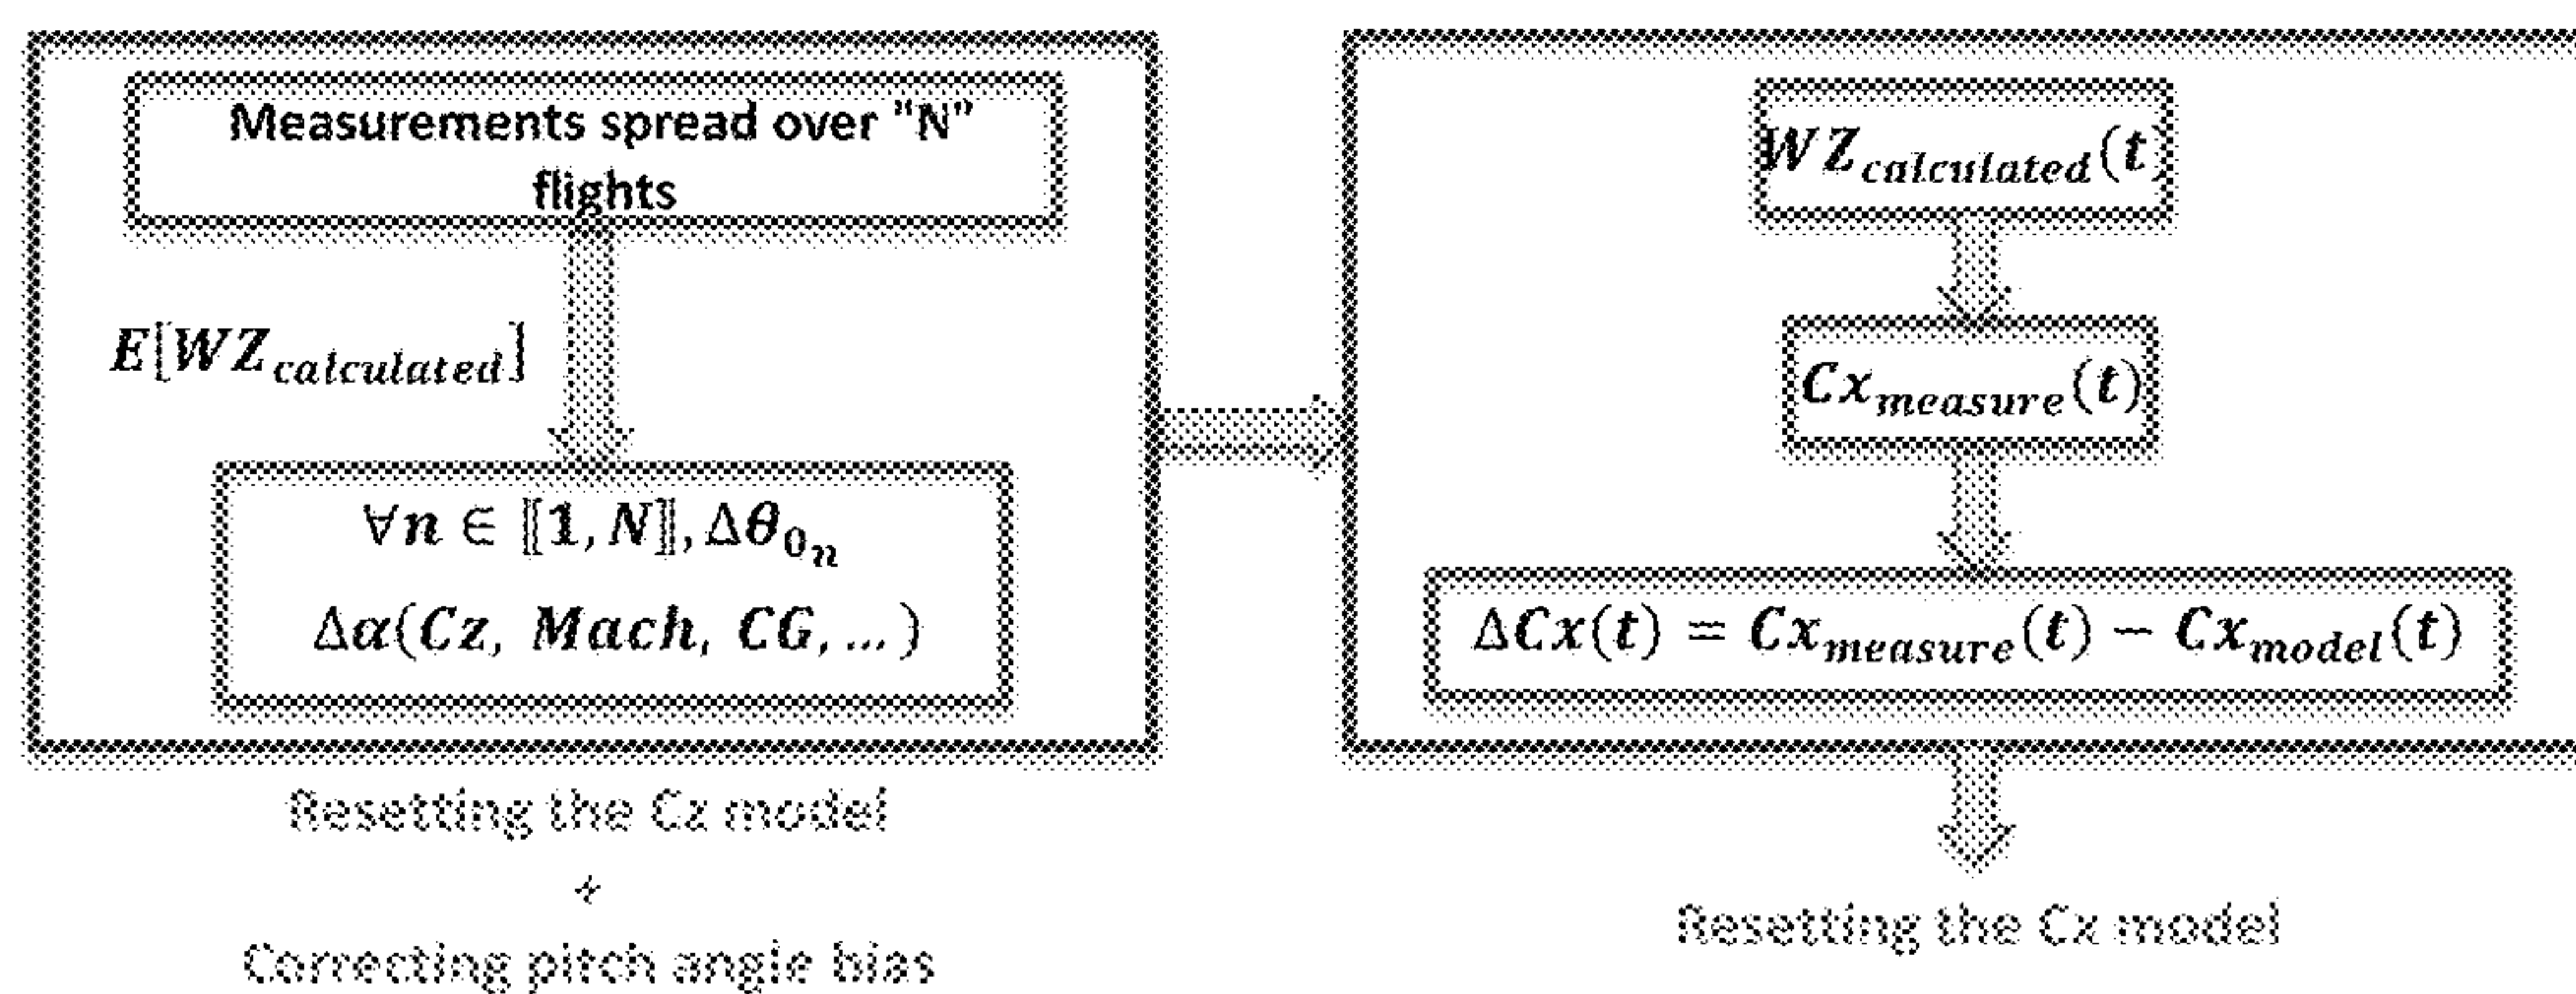 Measurements spread over "N"
flights
E[WZ_calculated]
∀n ∈ ⟦1, N⟧, Δθ_0_n
Δα(Cz, Mach, CG, … )
Resetting the Cz model
+
Correcting pitch angle bias
WZ_calculated(t)
Cx_measure(t)
ΔCx(t) = Cx_measure(t) − Cx_model(t)
Resetting the Cx model